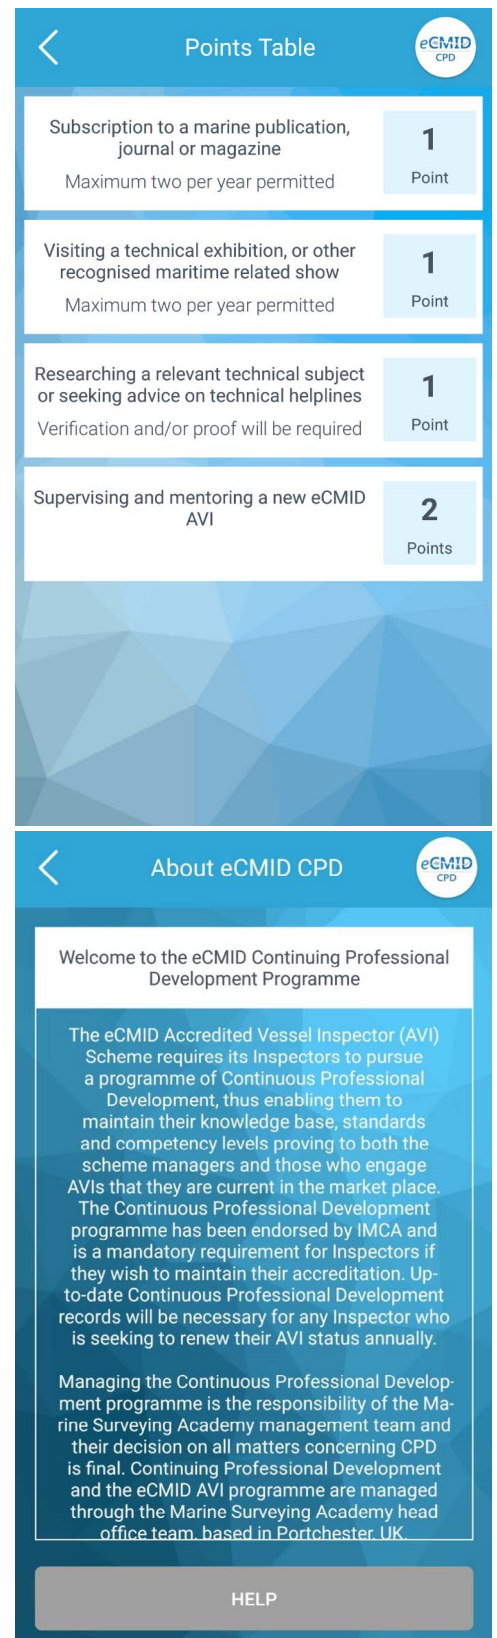 Points Table
eCMID
CPD
Subscription to a marine publication,
journal or magazine
Maximum two per year permitted
1
Point
Visiting a technical exhibition, or other
recognised maritime related show
Maximum two per year permitted
1
Point
Researching a relevant technical subject
or seeking advice on technical helplines
Verification and/or proof will be required
1
Point
Supervising and mentoring a new eCMID
AVI
2
Points
About eCMID CPD
eCMID
CPD
Welcome to the eCMID Continuing Professional
Development Programme
The eCMID Accredited Vessel Inspector (AVI)
Scheme requires its Inspectors to pursue
a programme of Continuous Professional
Development, thus enabling them to
maintain their knowledge base, standards
and competency levels proving to both the
scheme managers and those who engage
AVIs that they are current in the market place.
The Continuous Professional Development
programme has been endorsed by IMCA and
is a mandatory requirement for Inspectors if
they wish to maintain their accreditation. Up-
to-date Continuous Professional Development
records will be necessary for any Inspector who
is seeking to renew their AVI status annually.
Managing the Continuous Professional Develop-
ment programme is the responsibility of the Ma-
rine Surveying Academy management team and
their decision on all matters concerning CPD
is final. Continuing Professional Development
and the eCMID AVI programme are managed
through the Marine Surveying Academy head
office team, based in Portchester, UK.
HELP